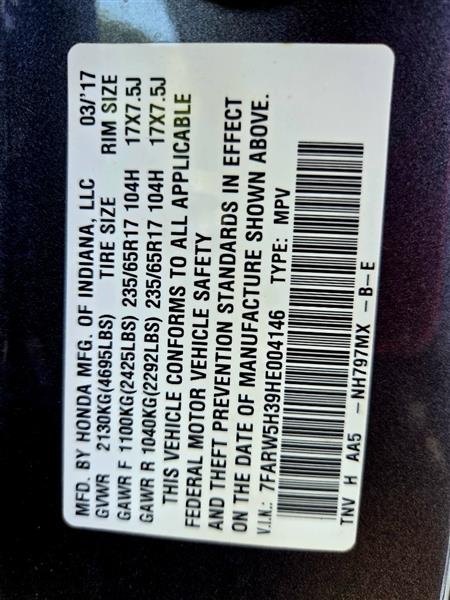 MFD. BY HONDA MFG. OF INDIANA, LLC 03/'17
GVWR 2130KG(4695LBS) TIRE SIZE RIM SIZE
GAWR F 1100KG(2425LBS) 235/65R17 104H 17X7.5J
GAWR R 1040KG(2292LBS) 235/65R17 104H 17X7.5J
THIS VEHICLE CONFORMS TO ALL APPLICABLE
FEDERAL MOTOR VEHICLE SAFETY
AND THEFT PREVENTION STANDARDS IN EFFECT
ON THE DATE OF MANUFACTURE SHOWN ABOVE.
V.I.N.: 7FARW5H39HE004146 TYPE: MPV
TNV H AA5 -NH797MX -B-E